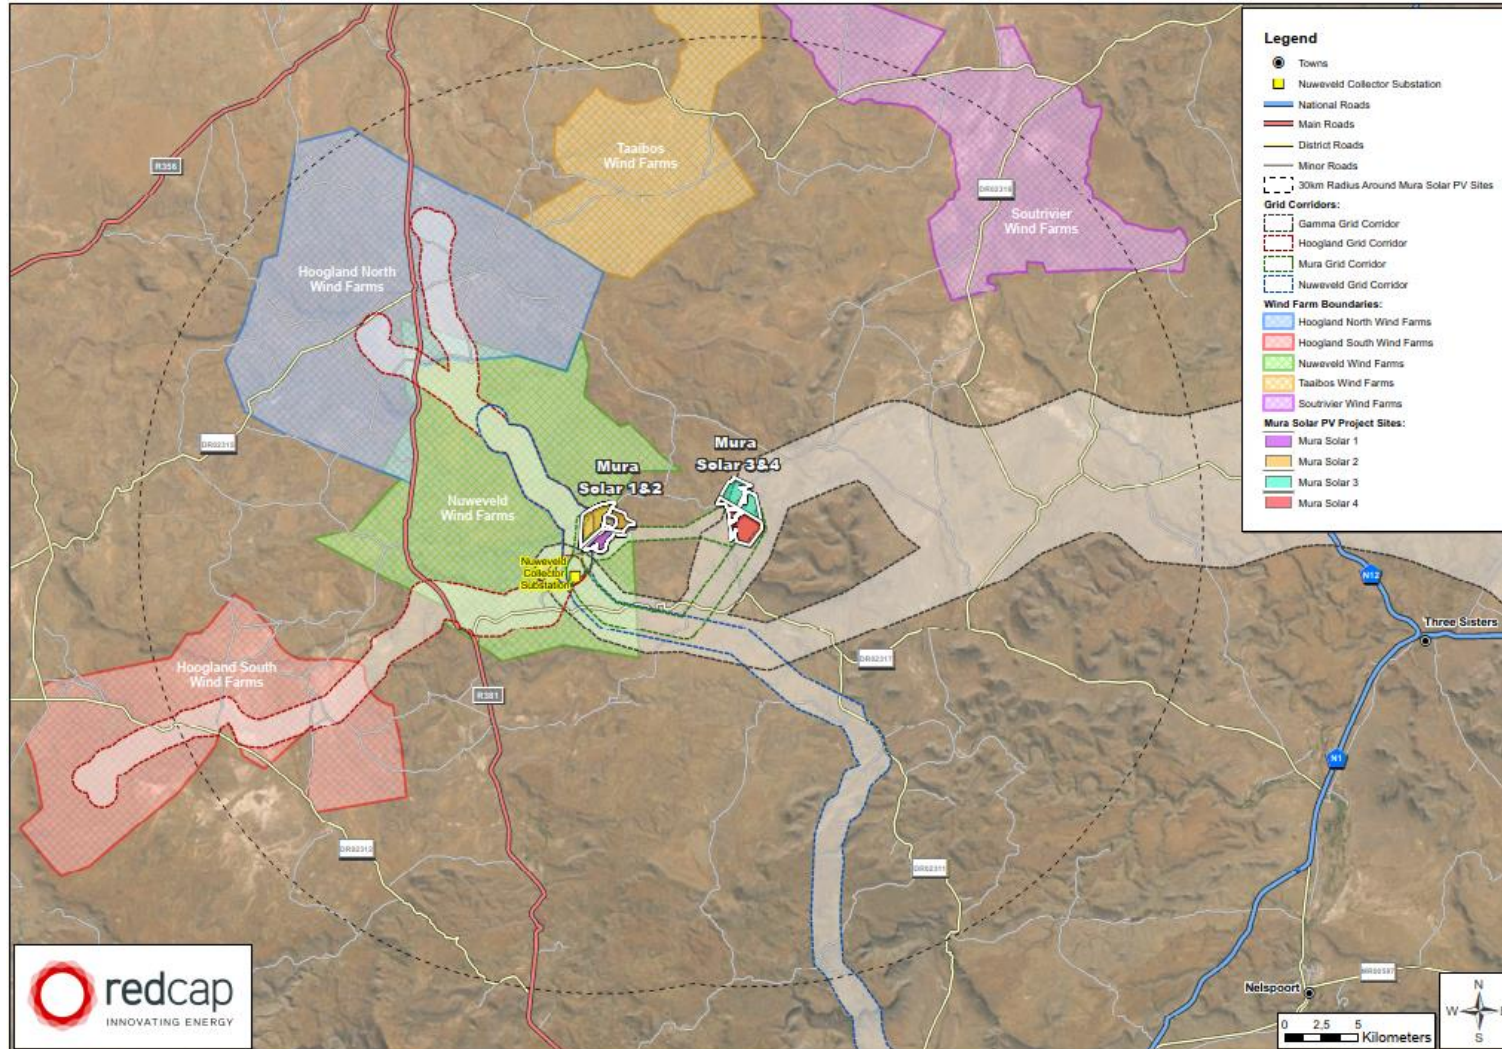 Legend
Towns
Nuweveld Collector Substation
National Roads
Main Roads
District Roads
Minor Roads
30km Radius Around Mura Solar PV Sites
Grid Corridors:
Gamma Grid Corridor
Hoogland Grid Corridor
Mura Grid Corridor
Nuweveld Grid Corridor
Wind Farm Boundaries:
Hoogland North Wind Farms
Hoogland South Wind Farms
Nuweveld Wind Farms
Taaibos Wind Farms
Soutrivier Wind Farms
Mura Solar PV Project Sites:
Mura Solar 1
Mura Solar 2
Mura Solar 3
Mura Solar 4
R356
Taaibos
Wind Farms
DR02318
Soutrivier
Wind Farms
Hoogland North
Wind Farms
Mura
Solar 3&4
Mura
Solar 1&2
Nuweveld
Wind Farms
Nuweveld
Collector
Substation
N12
Three Sisters
DR02317
Hoogland South
Wind Farms
R381
N1
DR02311
Nelspoort
redcap
INNOVATING ENERGY
0 2,5 5
Kilometers
N
W
S